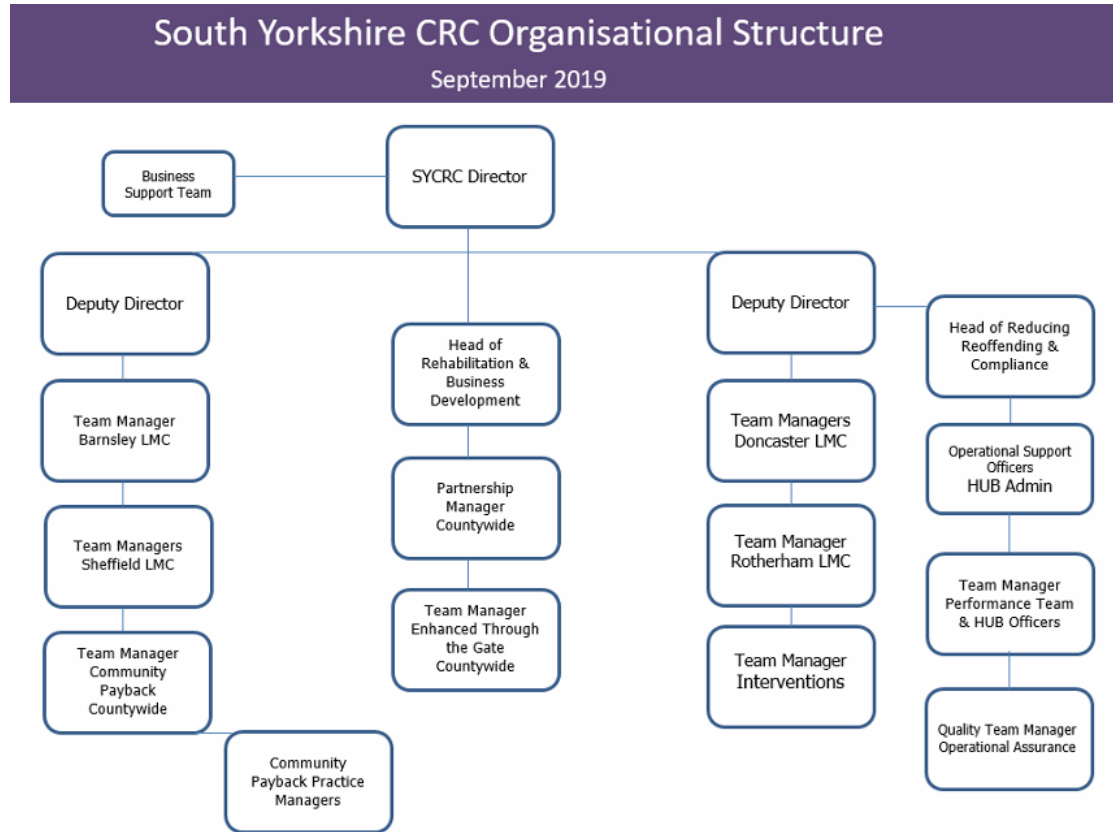 South Yorkshire CRC Organisational Structure
September 2019
Business
Support Team
SYCRC Director
Deputy Director
Team Manager
Barnsley LMC
Team Managers
Sheffield LMC
Team Manager
Community
Payback
Countywide
Community
Payback Practice
Managers
Head of
Rehabilitation &
Business
Development
Partnership
Manager
Countywide
Team Manager
Enhanced Through
the Gate
Countywide
Deputy Director
Team Managers
Doncaster LMC
Team Manager
Rotherham LMC
Team Manager
Interventions
Head of Reducing
Reoffending &
Compliance
Operational Support
Officers
HUB Admin
Team Manager
Performance Team
& HUB Officers
Quality Team Manager
Operational Assurance